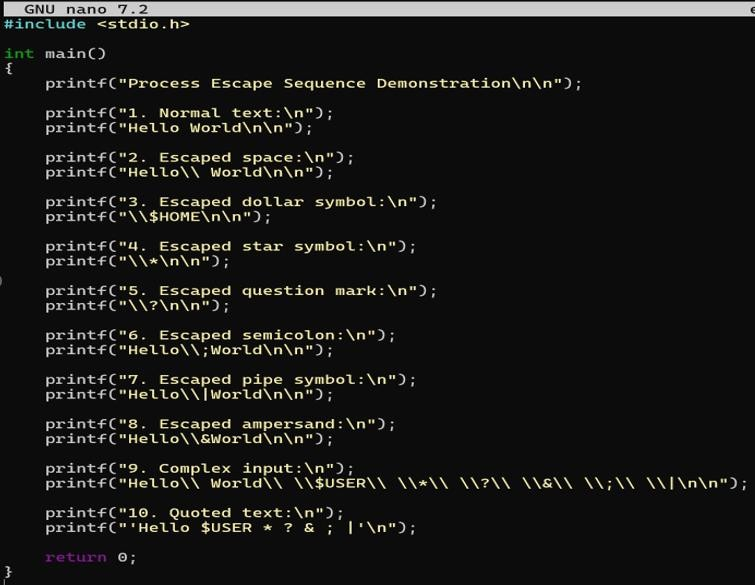 GNU nano 7.2
#include <stdio.h>
int main()
{
printf("Process Escape Sequence Demonstration\n\n");
printf("1. Normal text:\n");
printf("Hello World\n\n");
printf("2. Escaped space:\n");
printf("Hello\\ World\n\n");
printf("3. Escaped dollar symbol:\n");
printf("\\$HOME\n\n");
printf("4. Escaped star symbol:\n");
printf("\\*\n\n");
printf("5. Escaped question mark:\n");
printf("\\?\n\n");
printf("6. Escaped semicolon:\n");
printf("Hello\\;World\n\n");
printf("7. Escaped pipe symbol:\n");
printf("Hello\\|World\n\n");
printf("8. Escaped ampersand:\n");
printf("Hello\\&World\n\n");
printf("9. Complex input:\n");
printf("Hello\\ World\\ \\$USER\\ \\*\\ \\?\\ \\&\\ \\;\\ \\|\n\n");
printf("10. Quoted text:\n");
printf("'Hello $USER * ? & ; |'\n");
return 0;
}